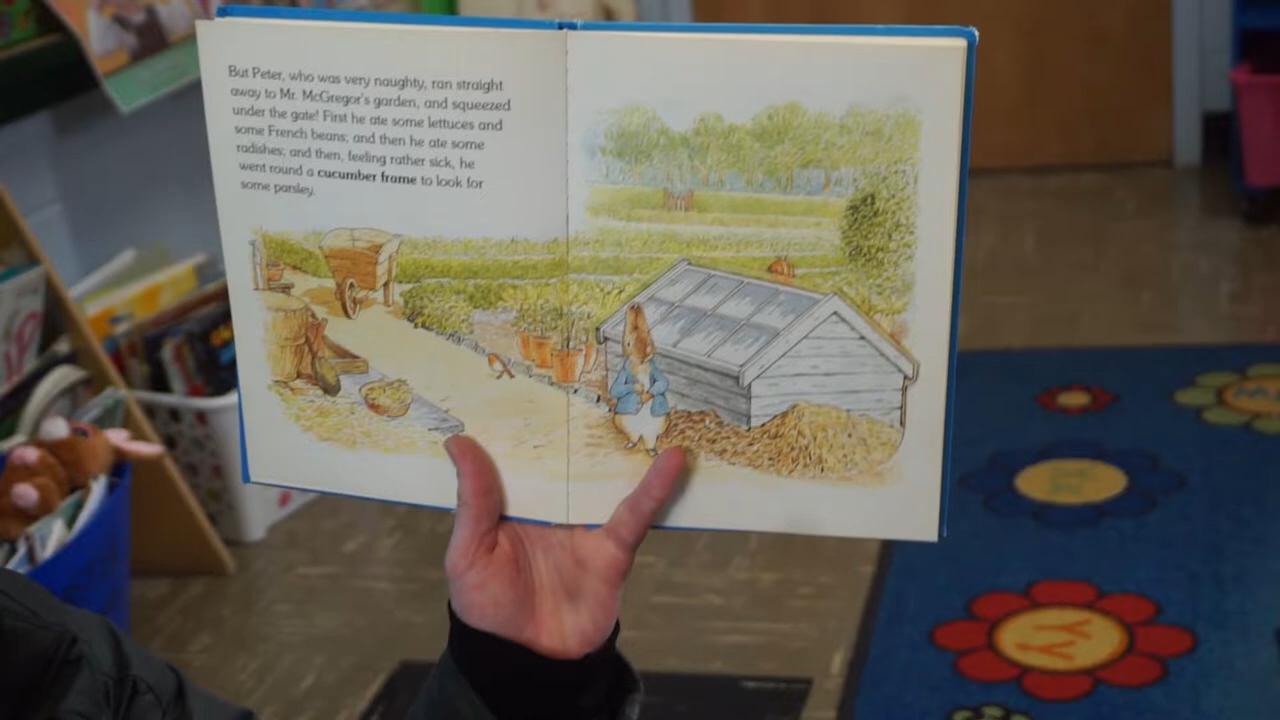 But Peter, who was very naughty, ran straight
away to Mr. McGregor's garden, and squeezed
under the gate! First he ate some lettuces and
some French beans; and then he ate some
radishes; and then, feeling rather sick, he
went round a cucumber frame to look for
some parsley.
Yy